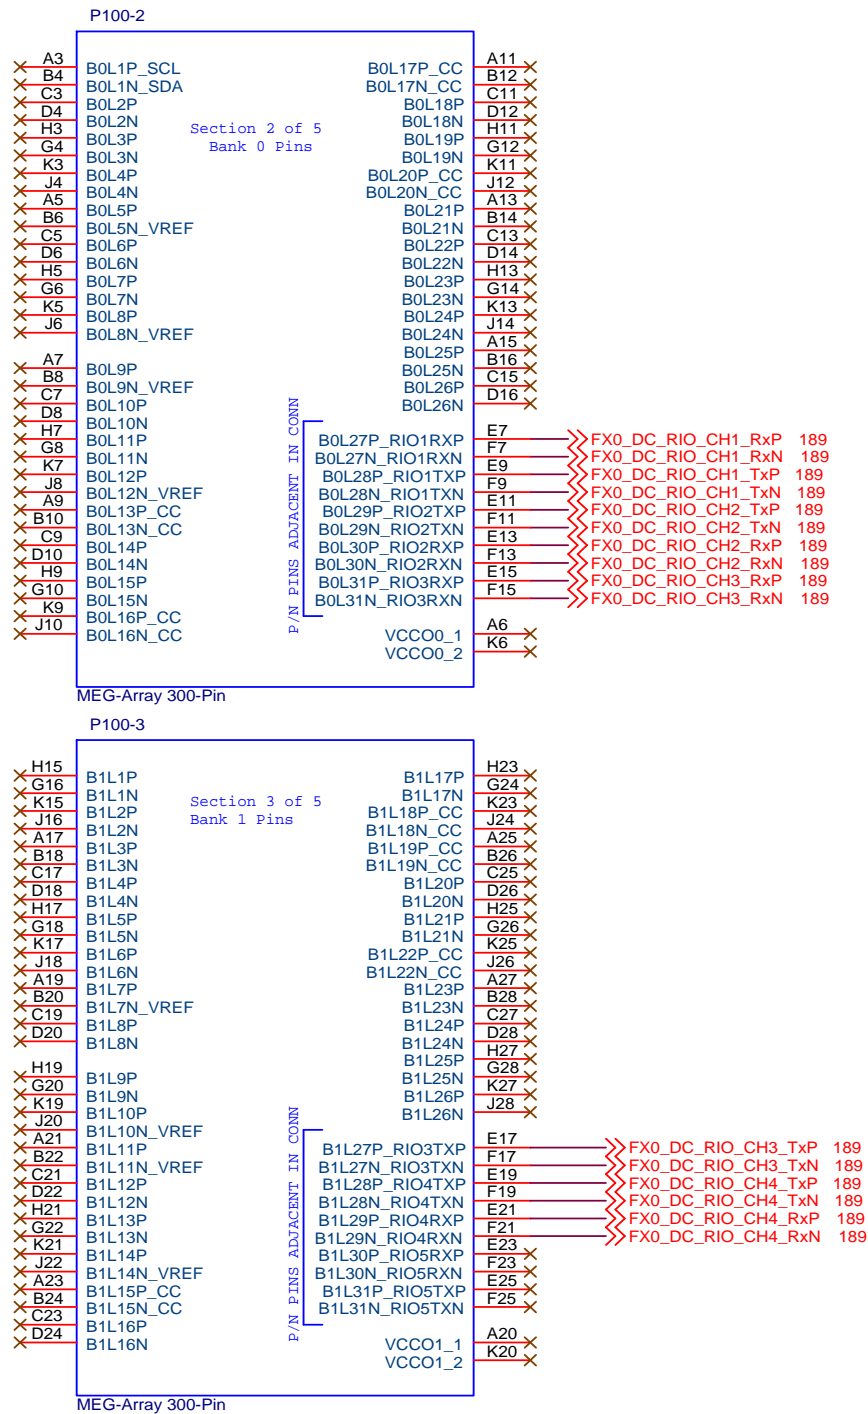 P100-2
A3 B0L1P_SCL B0L17P_CC A11
B4 B0L1N_SDA B0L17N_CC B12
C3 B0L2P B0L18P C11
D4 B0L2N B0L18N D12
H3 B0L3P Section 2 of 5 B0L19P H11
G4 B0L3N Bank 0 Pins B0L19N G12
K3 B0L4P B0L20P_CC K11
J4 B0L4N B0L20N_CC J12
A5 B0L5P B0L21P A13
B6 B0L5N_VREF B0L21N B14
C5 B0L6P B0L22P C13
D6 B0L6N B0L22N D14
H5 B0L7P B0L23P H13
G6 B0L7N B0L23N G14
K5 B0L8P B0L24P K13
J6 B0L8N_VREF B0L24N J14
B0L25P A15
A7 B0L9P B0L25N B16
B8 B0L9N_VREF B0L26P C15
C7 B0L10P B0L26N D16
D8 B0L10N
H7 B0L11P B0L27P_RIO1RXP E7 FX0_DC_RIO_CH1_RxP 189
G8 B0L11N B0L27N_RIO1RXN F7 FX0_DC_RIO_CH1_RxN 189
K7 B0L12P B0L28P_RIO1TXP E9 FX0_DC_RIO_CH1_TxP 189
J8 B0L12N_VREF B0L28N_RIO1TXN F9 FX0_DC_RIO_CH1_TxN 189
A9 B0L13P_CC B0L29P_RIO2TXP E11 FX0_DC_RIO_CH2_TxP 189
B10 B0L13N_CC B0L29N_RIO2TXN F11 FX0_DC_RIO_CH2_TxN 189
C9 B0L14P B0L30P_RIO2RXP E13 FX0_DC_RIO_CH2_RxP 189
D10 B0L14N B0L30N_RIO2RXN F13 FX0_DC_RIO_CH2_RxN 189
H9 B0L15P B0L31P_RIO3RXP E15 FX0_DC_RIO_CH3_RxP 189
G10 B0L15N B0L31N_RIO3RXN F15 FX0_DC_RIO_CH3_RxN 189
K9 B0L16P_CC
J10 B0L16N_CC VCCO0_1 A6
VCCO0_2 K6
P/N PINS ADJACENT IN CONN
MEG-Array 300-Pin
P100-3
H15 B1L1P B1L17P H23
G16 B1L1N B1L17N G24
K15 B1L2P Section 3 of 5 B1L18P_CC K23
J16 B1L2N Bank 1 Pins B1L18N_CC J24
A17 B1L3P B1L19P_CC A25
B18 B1L3N B1L19N_CC B26
C17 B1L4P B1L20P C25
D18 B1L4N B1L20N D26
H17 B1L5P B1L21P H25
G18 B1L5N B1L21N G26
K17 B1L6P B1L22P_CC K25
J18 B1L6N B1L22N_CC J26
A19 B1L7P B1L23P A27
B20 B1L7N_VREF B1L23N B28
C19 B1L8P B1L24P C27
D20 B1L8N B1L24N D28
B1L25P H27
H19 B1L9P B1L25N G28
G20 B1L9N B1L26P K27
K19 B1L10P B1L26N J28
J20 B1L10N_VREF
A21 B1L11P B1L27P_RIO3TXP E17 FX0_DC_RIO_CH3_TxP 189
B22 B1L11N_VREF B1L27N_RIO3TXN F17 FX0_DC_RIO_CH3_TxN 189
C21 B1L12P B1L28P_RIO4TXP E19 FX0_DC_RIO_CH4_TxP 189
D22 B1L12N B1L28N_RIO4TXN F19 FX0_DC_RIO_CH4_TxN 189
H21 B1L13P B1L29P_RIO4RXP E21 FX0_DC_RIO_CH4_RxP 189
G22 B1L13N B1L29N_RIO4RXN F21 FX0_DC_RIO_CH4_RxN 189
K21 B1L14P B1L30P_RIO5RXP E23
J22 B1L14N_VREF B1L30N_RIO5RXN F23
A23 B1L15P_CC B1L31P_RIO5TXP E25
B24 B1L15N_CC B1L31N_RIO5TXN F25
C23 B1L16P
D24 B1L16N VCCO1_1 A20
VCCO1_2 K20
P/N PINS ADJACENT IN CONN
MEG-Array 300-Pin